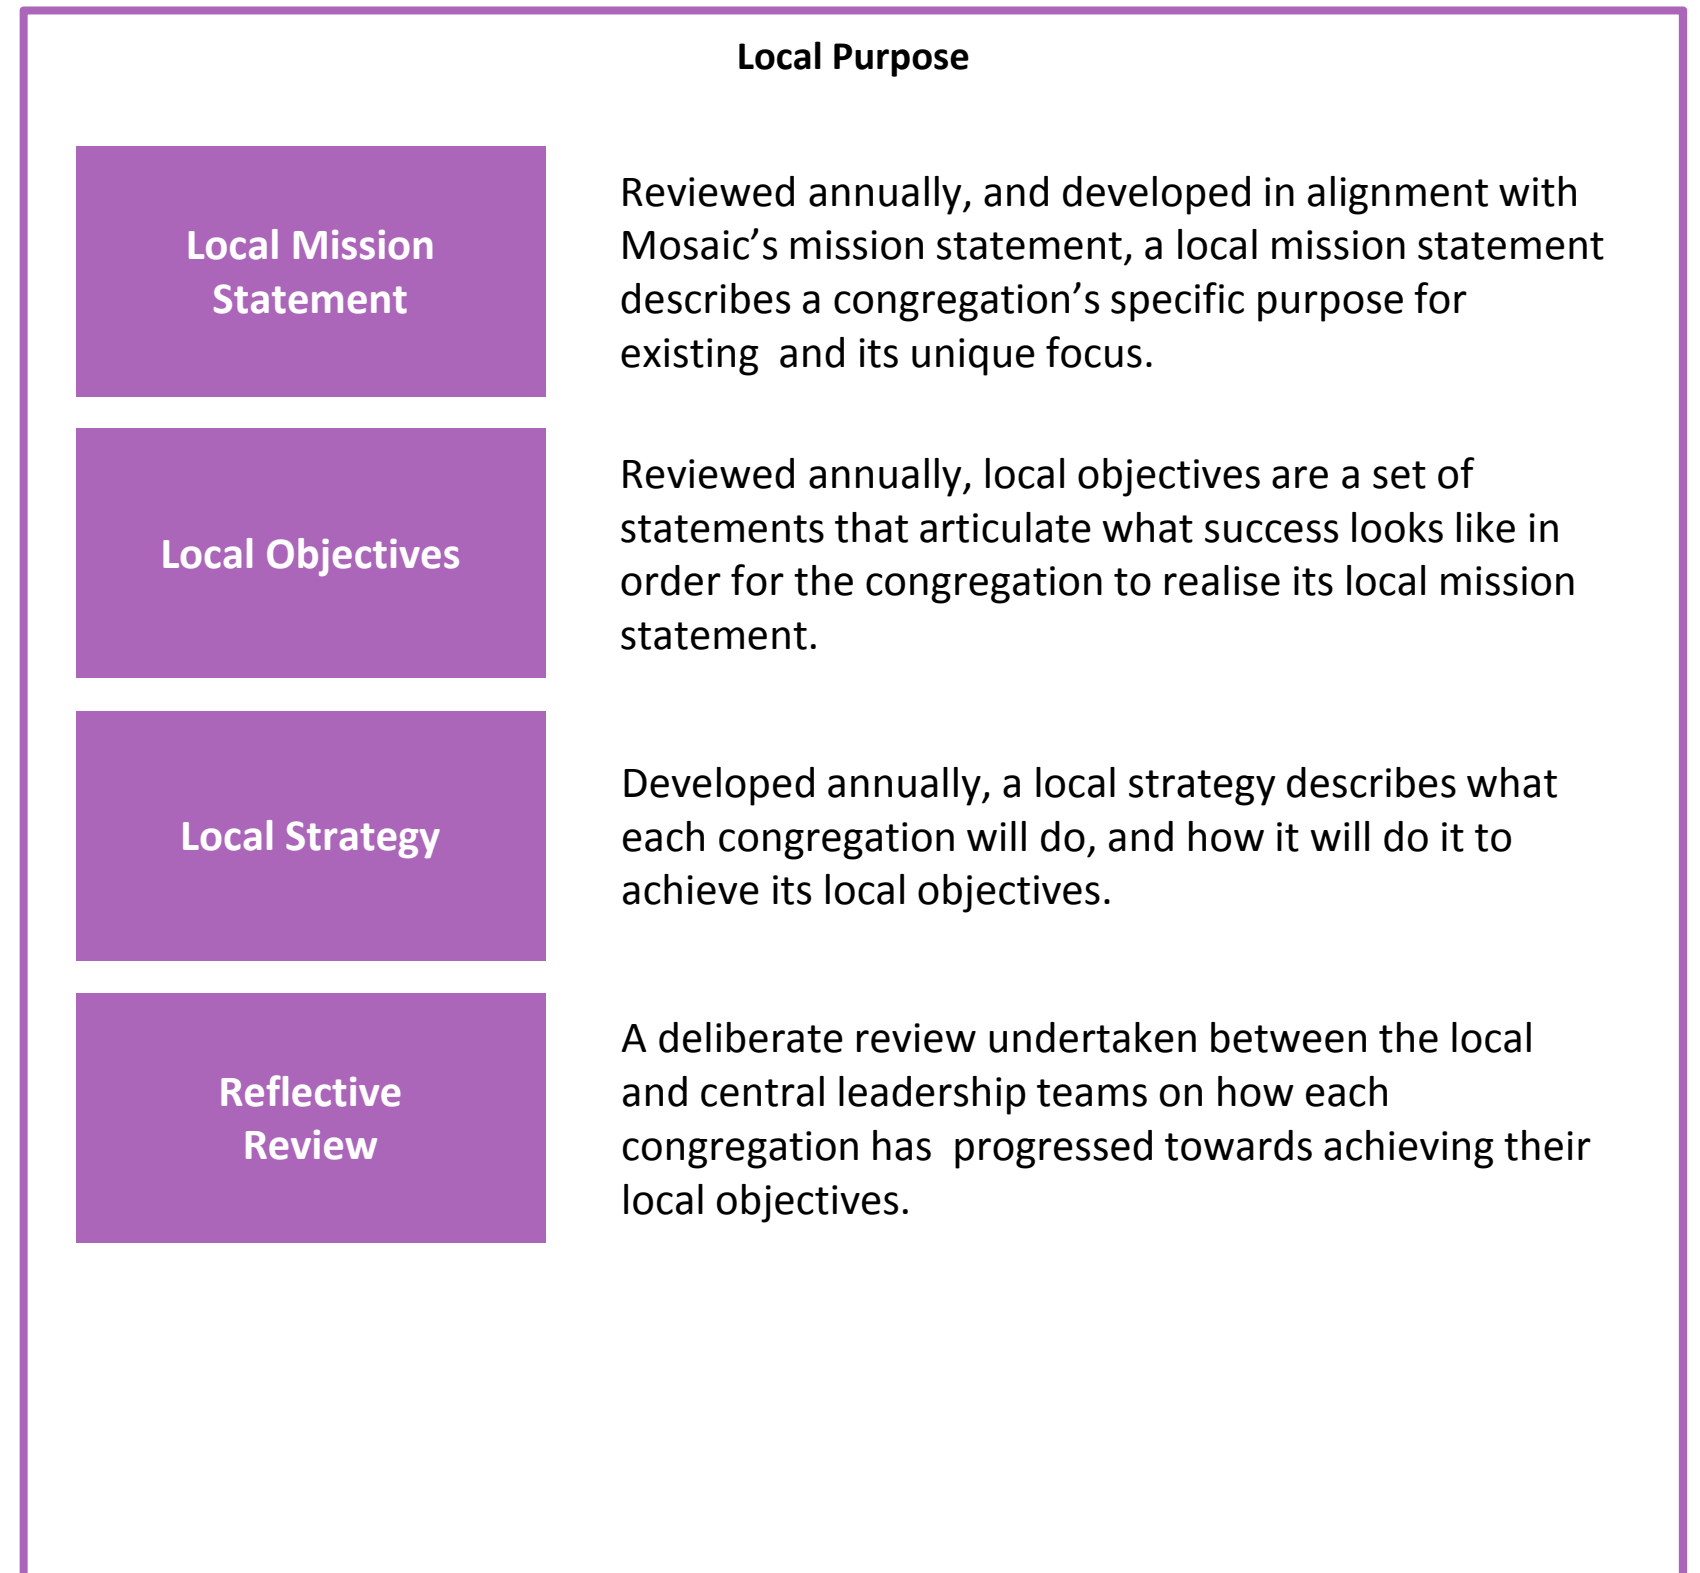 Local Purpose
Local Mission
Statement
Reviewed annually, and developed in alignment with
Mosaic’s mission statement, a local mission statement
describes a congregation’s specific purpose for
existing  and its unique focus.
Local Objectives
Reviewed annually, local objectives are a set of
statements that articulate what success looks like in
order for the congregation to realise its local mission
statement.
Local Strategy
Developed annually, a local strategy describes what
each congregation will do, and how it will do it to
achieve its local objectives.
Reflective
Review
A deliberate review undertaken between the local
and central leadership teams on how each
congregation has  progressed towards achieving their
local objectives.